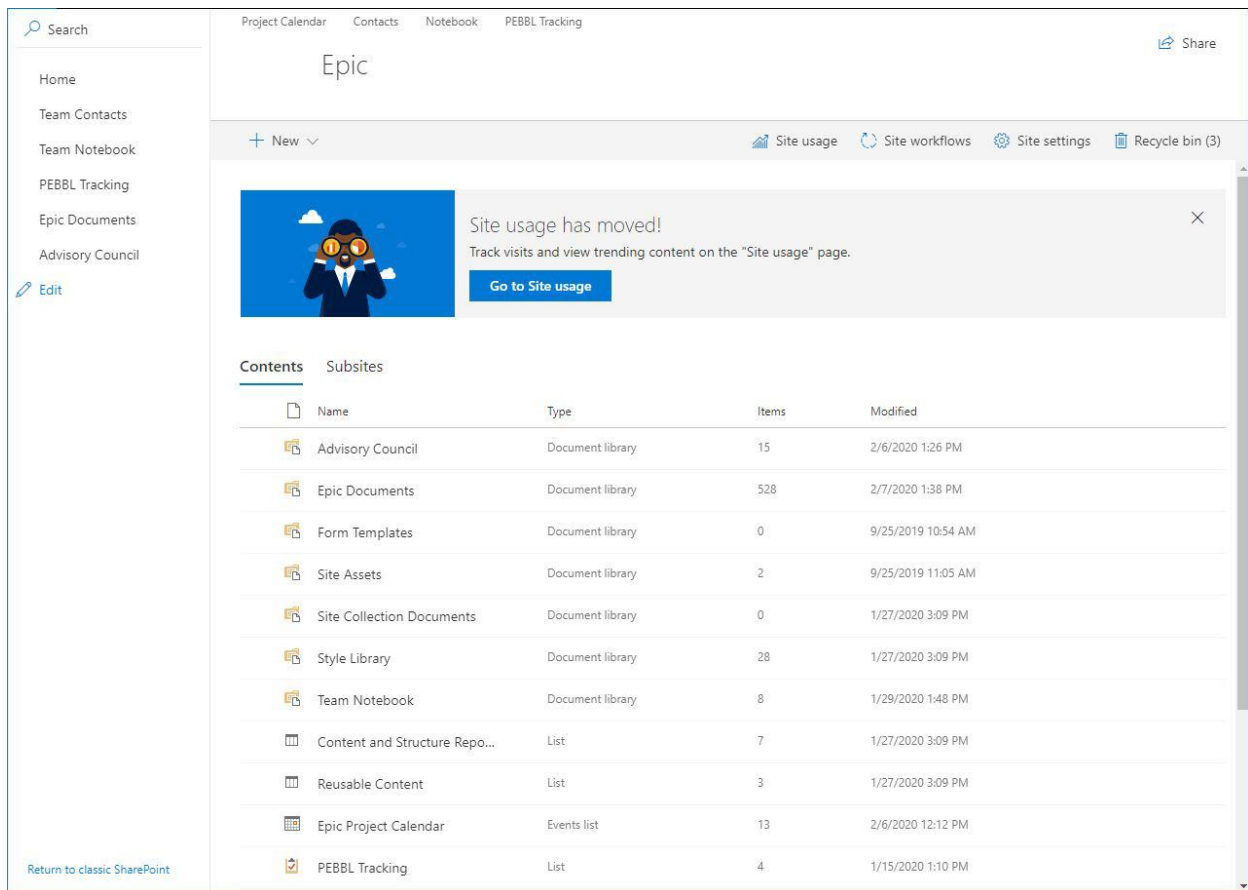 Search
Home
Team Contacts
Team Notebook
PEBBL Tracking
Epic Documents
Advisory Council
Edit
Return to classic SharePoint
Project Calendar Contacts Notebook PEBBL Tracking
Epic
Share
New
Site usage Site workflows Site settings Recycle bin (3)
Site usage has moved!
Track visits and view trending content on the "Site usage" page.
Go to Site usage
Contents Subsites
Name Type Items Modified
Advisory Council Document library 15 2/6/2020 1:26 PM
Epic Documents Document library 528 2/7/2020 1:38 PM
Form Templates Document library 0 9/25/2019 10:54 AM
Site Assets Document library 2 9/25/2019 11:05 AM
Site Collection Documents Document library 0 1/27/2020 3:09 PM
Style Library Document library 28 1/27/2020 3:09 PM
Team Notebook Document library 8 1/29/2020 1:48 PM
Content and Structure Repo... List 7 1/27/2020 3:09 PM
Reusable Content List 3 1/27/2020 3:09 PM
Epic Project Calendar Events list 13 2/6/2020 12:12 PM
PEBBL Tracking List 4 1/15/2020 1:10 PM